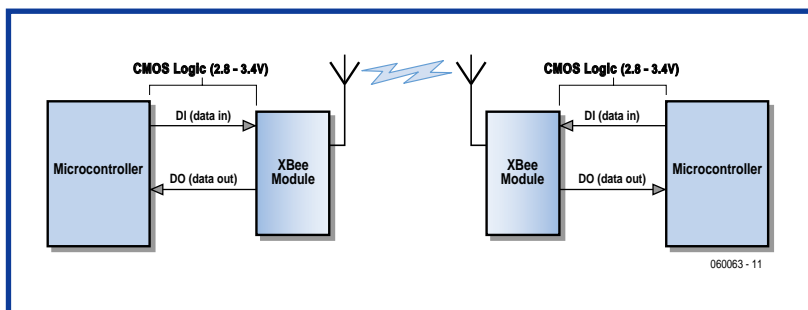 CMOS Logic (2.8 - 3.4V)
CMOS Logic (2.8 - 3.4V)
Microcontroller
DI (data in)
DO (data out)
XBee
Module
XBee
Module
DI (data in)
DO (data out)
Microcontroller
060063 - 11